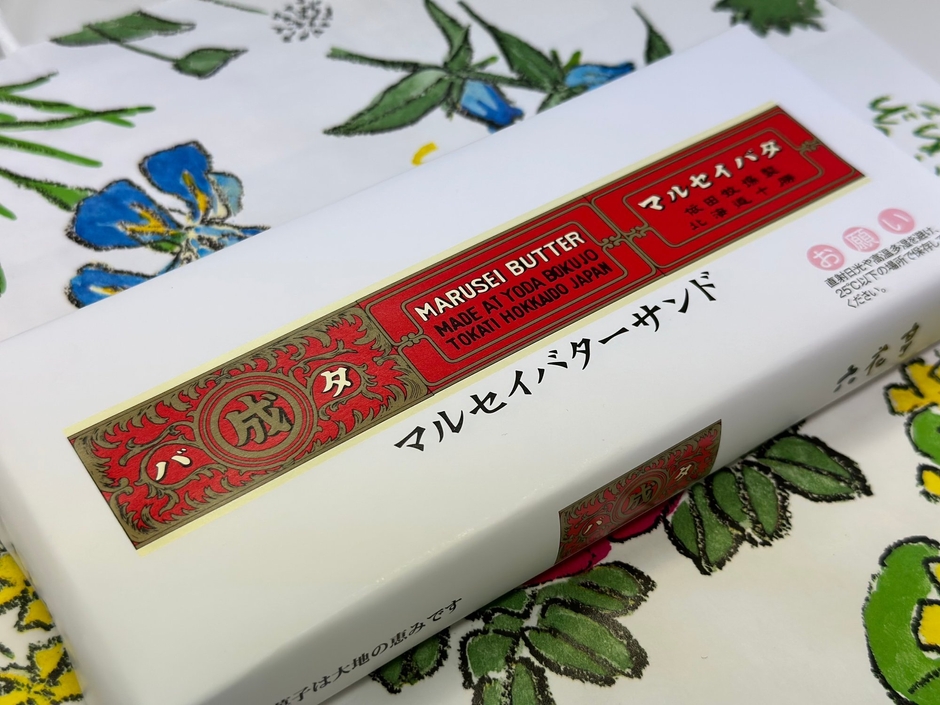 マルセイバタ
依田牧場製
北海道十勝
MARUSEI BUTTER
MADE AT YODA BOKUJO
TOKATI HOKKAIDO JAPAN
バ 成 タ
マルセイバターサンド
お願い
直射日光や高温多湿を避け、
25℃以下の場所で保存
ください。
六花亭
バ 成 タ
菓子は大地の恵みです